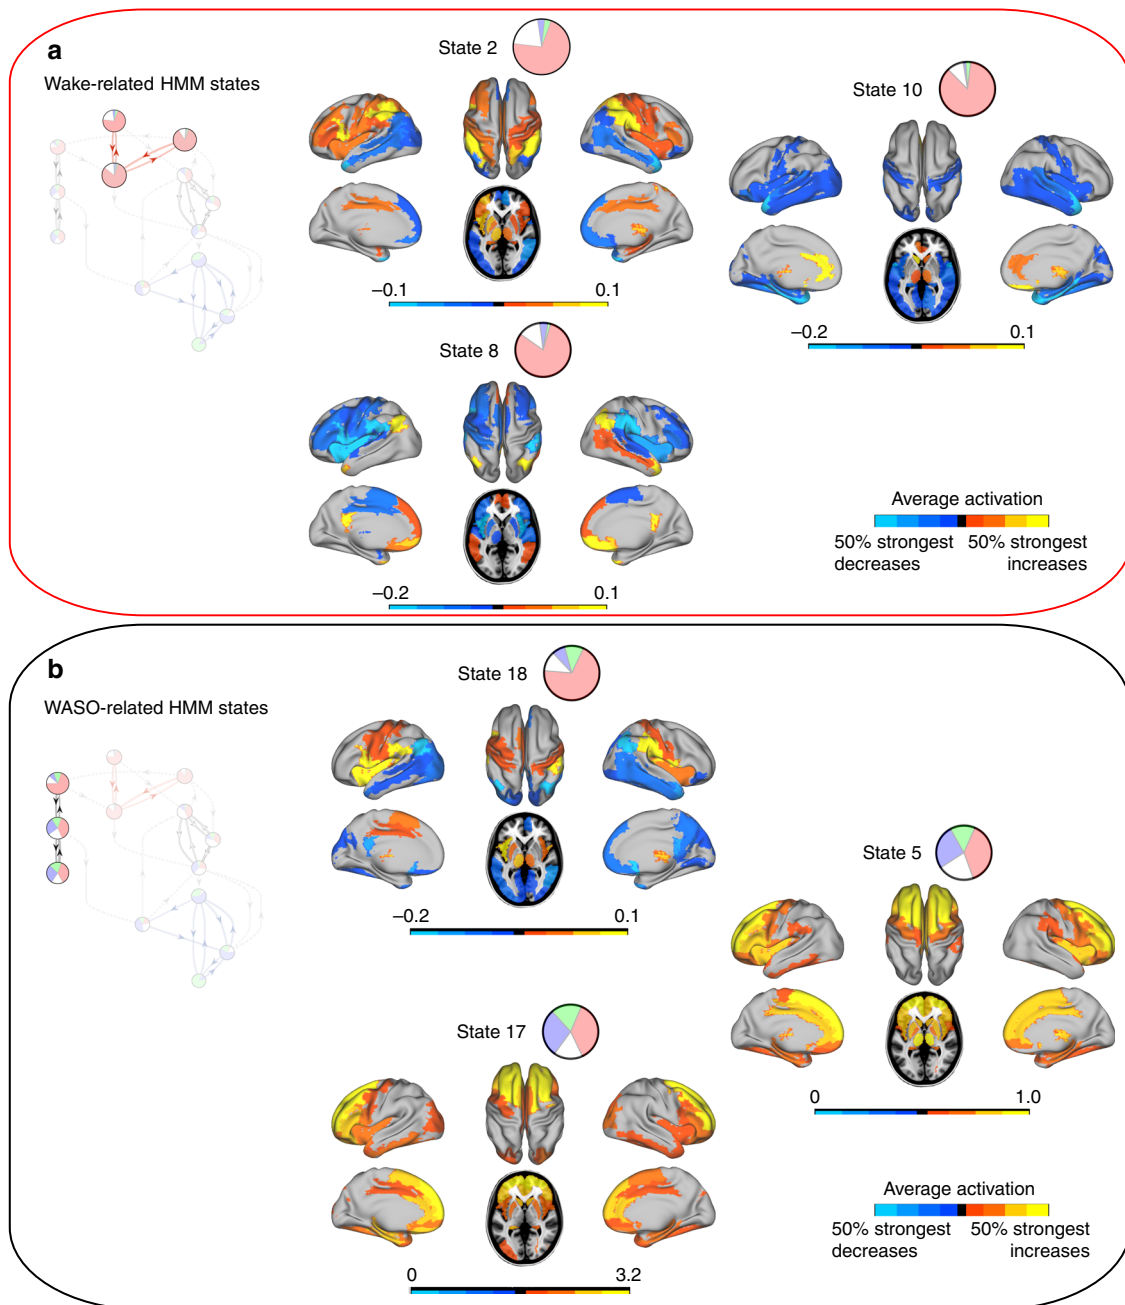 a
Wake-related HMM states
State 2
−0.1 0.1
State 10
−0.2 0.1
State 8
−0.2 0.1
Average activation
50% strongest decreases
50% strongest increases
b
WASO-related HMM states
State 18
−0.2 0.1
State 5
0 1.0
State 17
0 3.2
Average activation
50% strongest decreases
50% strongest increases